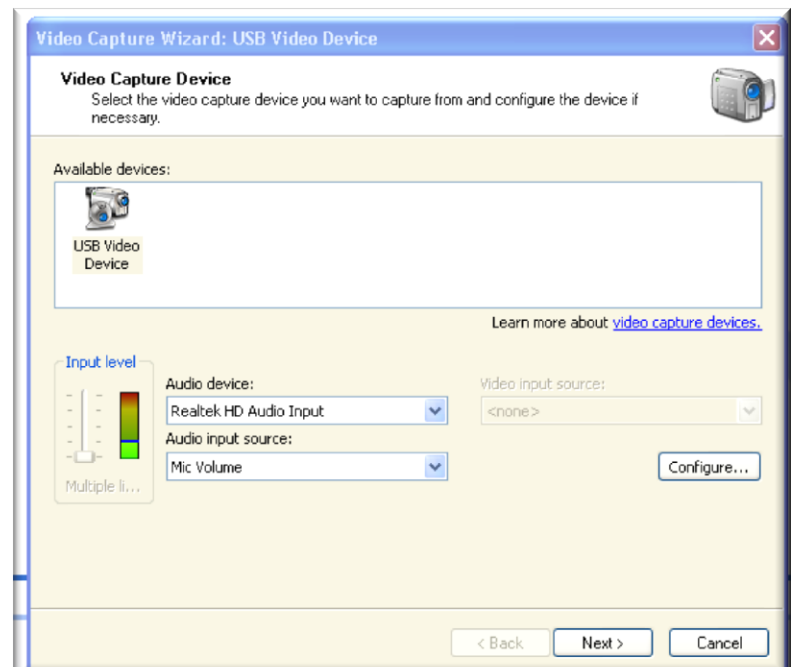 Video Capture Wizard: USB Video Device
Video Capture Device
Select the video capture device you want to capture from and configure the device if
necessary.
Available devices:
USB Video
Device
Learn more about video capture devices.
Input level
Audio device:
Video input source:
Realtek HD Audio Input
<none>
Audio input source:
Mic Volume
Configure...
Multiple li...
< Back
Next >
Cancel